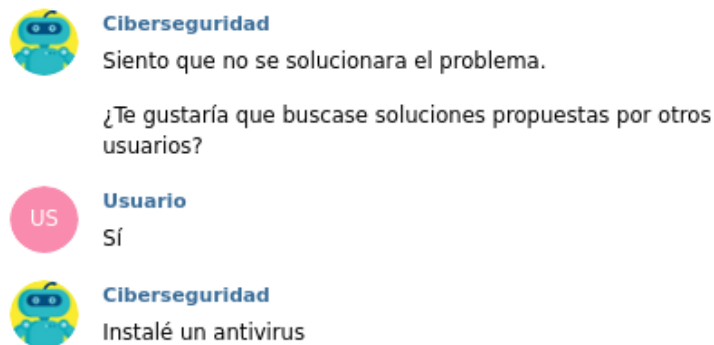 Ciberseguridad
Siento que no se solucionara el problema.
¿Te gustaría que buscase soluciones propuestas por otros
usuarios?
US
Usuario
Sí
Ciberseguridad
Instalé un antivirus